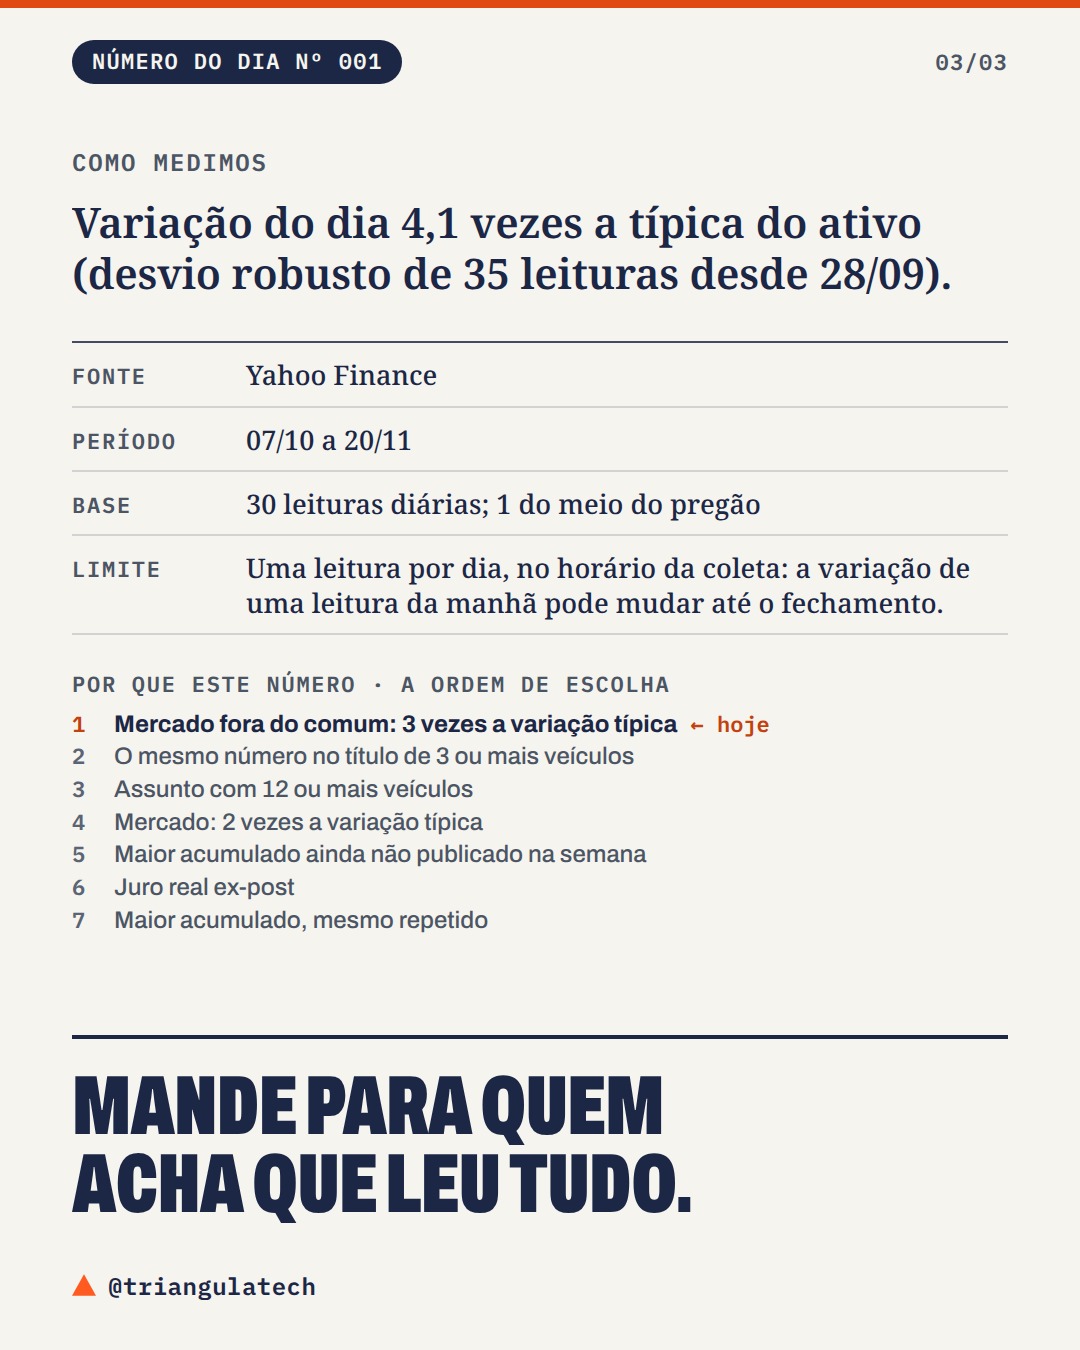 NÚMERO DO DIA Nº 001
03/03
COMO MEDIMOS
Variação do dia 4,1 vezes a típica do ativo
(desvio robusto de 35 leituras desde 28/09).
FONTE Yahoo Finance
PERÍODO 07/10 a 20/11
BASE 30 leituras diárias; 1 do meio do pregão
LIMITE Uma leitura por dia, no horário da coleta: a variação de
uma leitura da manhã pode mudar até o fechamento.
POR QUE ESTE NÚMERO · A ORDEM DE ESCOLHA
1 Mercado fora do comum: 3 vezes a variação típica ← hoje
2 O mesmo número no título de 3 ou mais veículos
3 Assunto com 12 ou mais veículos
4 Mercado: 2 vezes a variação típica
5 Maior acumulado ainda não publicado na semana
6 Juro real ex-post
7 Maior acumulado, mesmo repetido
MANDE PARA QUEM
ACHA QUE LEU TUDO.
@triangulatech